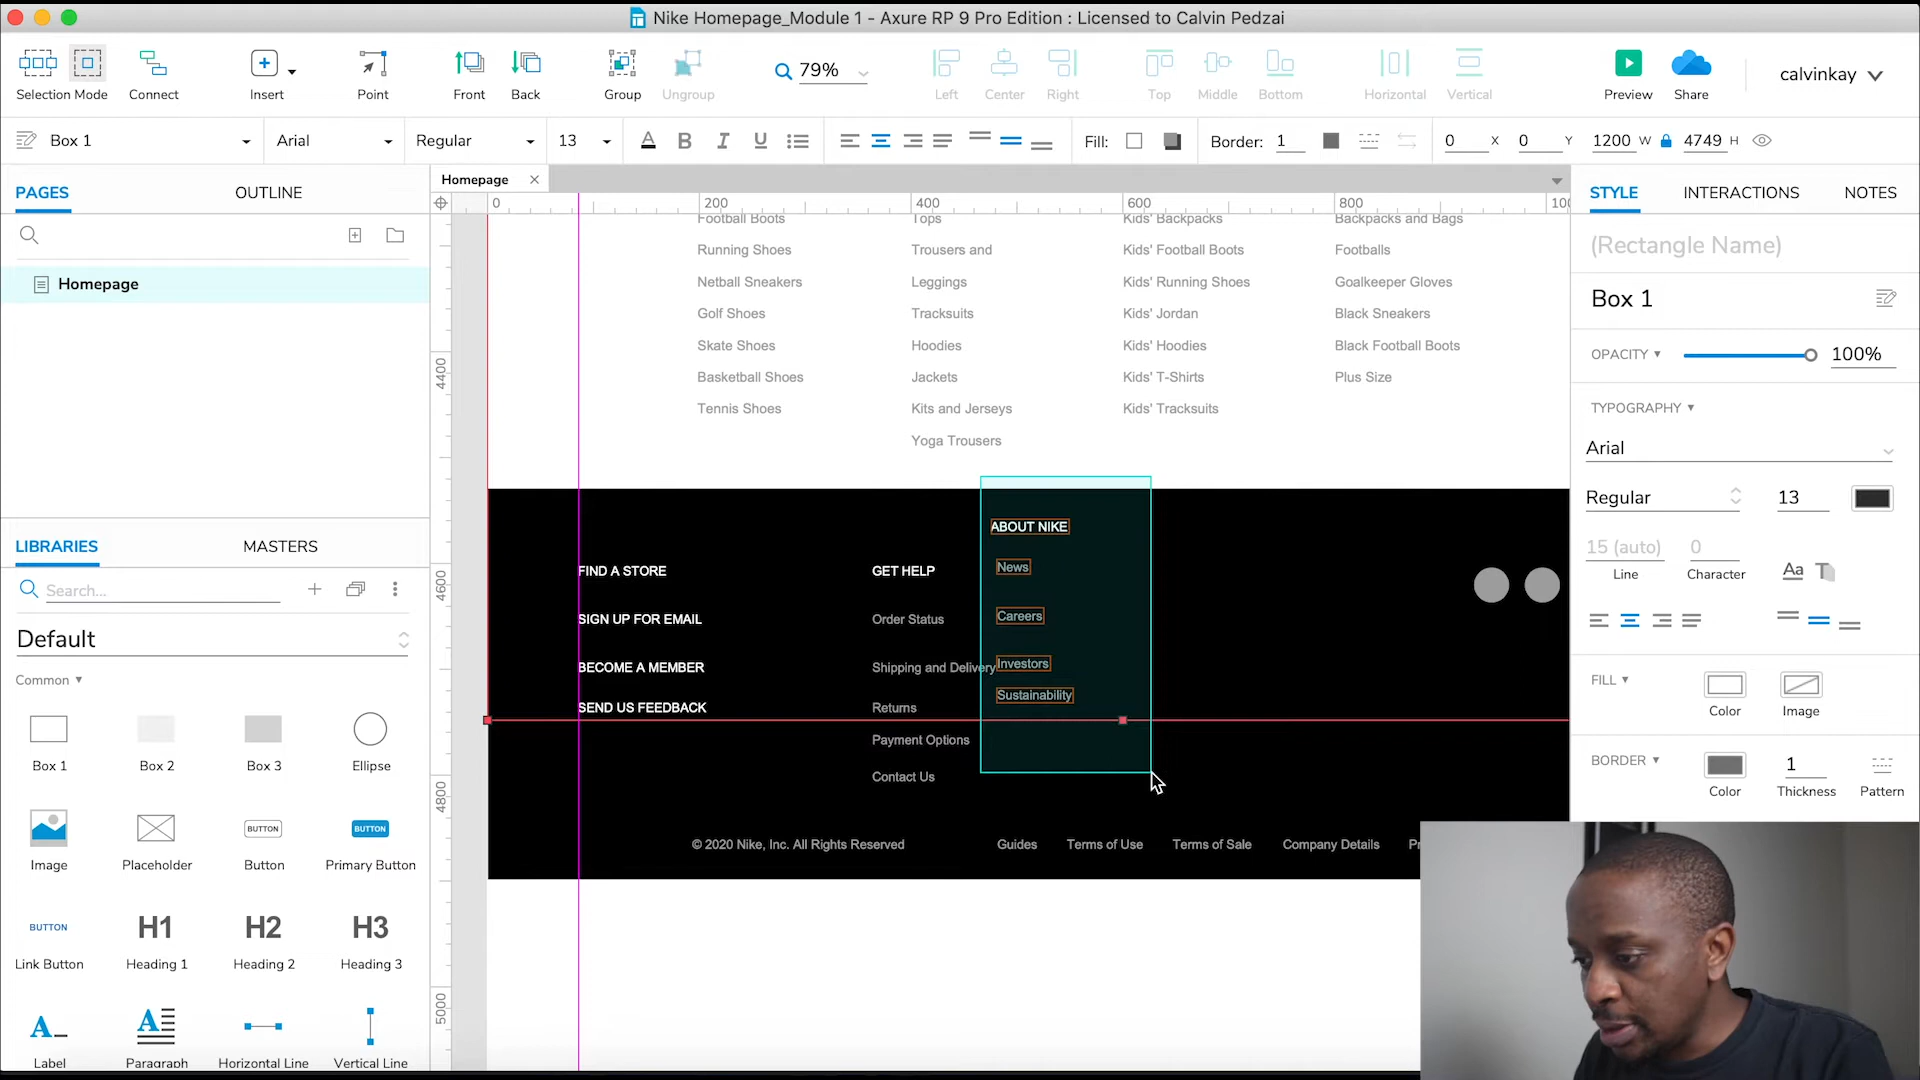 Nike Homepage_Module 1 - Axure RP 9 Pro Edition : Licensed to Calvin Pedzai
Selection Mode
Connect
Insert
Point
Front
Back
Group
Ungroup
79%
Left
Center
Right
Top
Middle
Bottom
Horizontal
Vertical
Preview
Share
calvinkay
Box 1
Arial
Regular
13
Fill:
Border: 1
0 X
0 Y
1200 W
4749 H
PAGES
OUTLINE
Homepage
LIBRARIES
MASTERS
Search...
Default
Common
Box 1
Box 2
Box 3
Ellipse
Image
Placeholder
BUTTON
Button
BUTTON
Primary Button
BUTTON
Link Button
H1
Heading 1
H2
Heading 2
H3
Heading 3
Label
Paragraph
Horizontal Line
Vertical Line
Homepage
0
200
400
600
800
4400
4600
4800
5000
Football Boots
Running Shoes
Netball Sneakers
Golf Shoes
Skate Shoes
Basketball Shoes
Tennis Shoes
Tops
Trousers and
Leggings
Tracksuits
Hoodies
Jackets
Kits and Jerseys
Yoga Trousers
Kids' Backpacks
Kids' Football Boots
Kids' Running Shoes
Kids' Jordan
Kids' Hoodies
Kids' T-Shirts
Kids' Tracksuits
Backpacks and Bags
Footballs
Goalkeeper Gloves
Black Sneakers
Black Football Boots
Plus Size
FIND A STORE
SIGN UP FOR EMAIL
BECOME A MEMBER
SEND US FEEDBACK
GET HELP
Order Status
Shipping and Delivery
Returns
Payment Options
Contact Us
ABOUT NIKE
News
Careers
Investors
Sustainability
© 2020 Nike, Inc. All Rights Reserved
Guides
Terms of Use
Terms of Sale
Company Details
STYLE
INTERACTIONS
NOTES
(Rectangle Name)
Box 1
OPACITY
100%
TYPOGRAPHY
Arial
Regular
13
15 (auto)
Line
0
Character
Aa
FILL
Color
Image
BORDER
Color
1
Thickness
Pattern